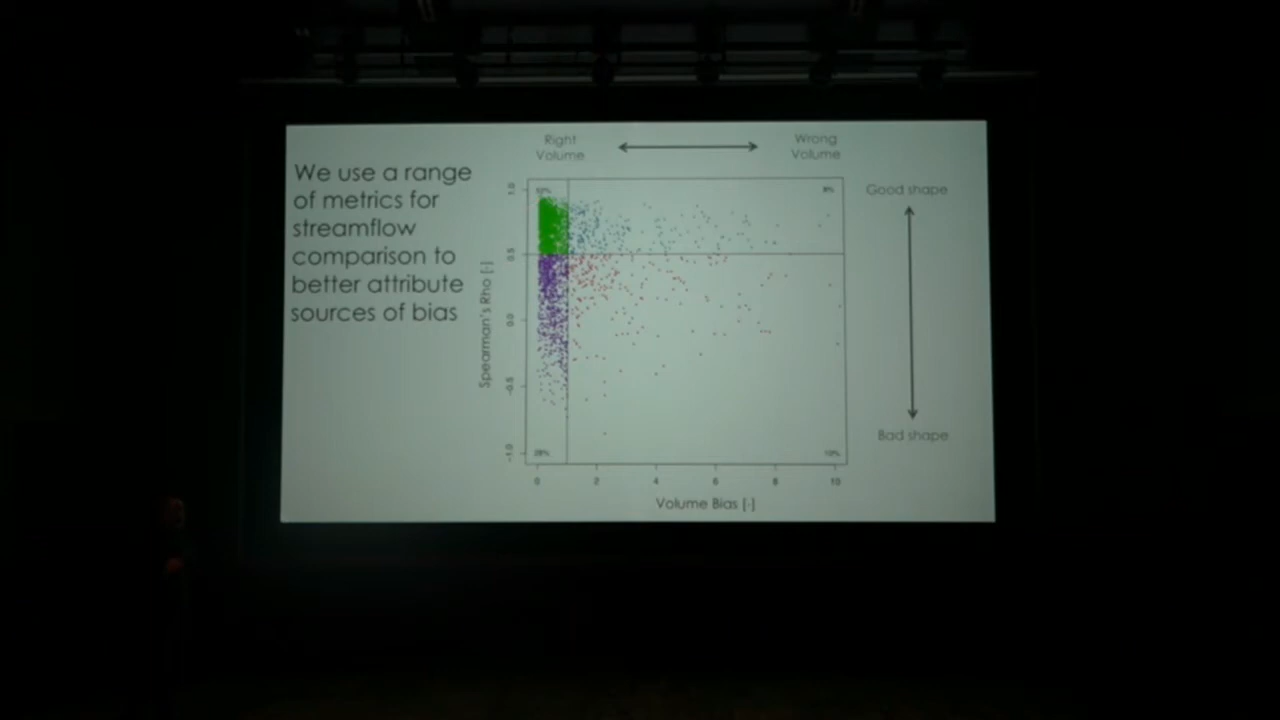 We use a range
of metrics for
streamflow
comparison to
better attribute
sources of bias
Right
Volume
Wrong
Volume
Good shape
Bad shape
Spearman's Rho [-]
1.0
0.5
0.0
-0.5
-1.0
28%
0
2
4
6
8
10
Volume Bias [-]